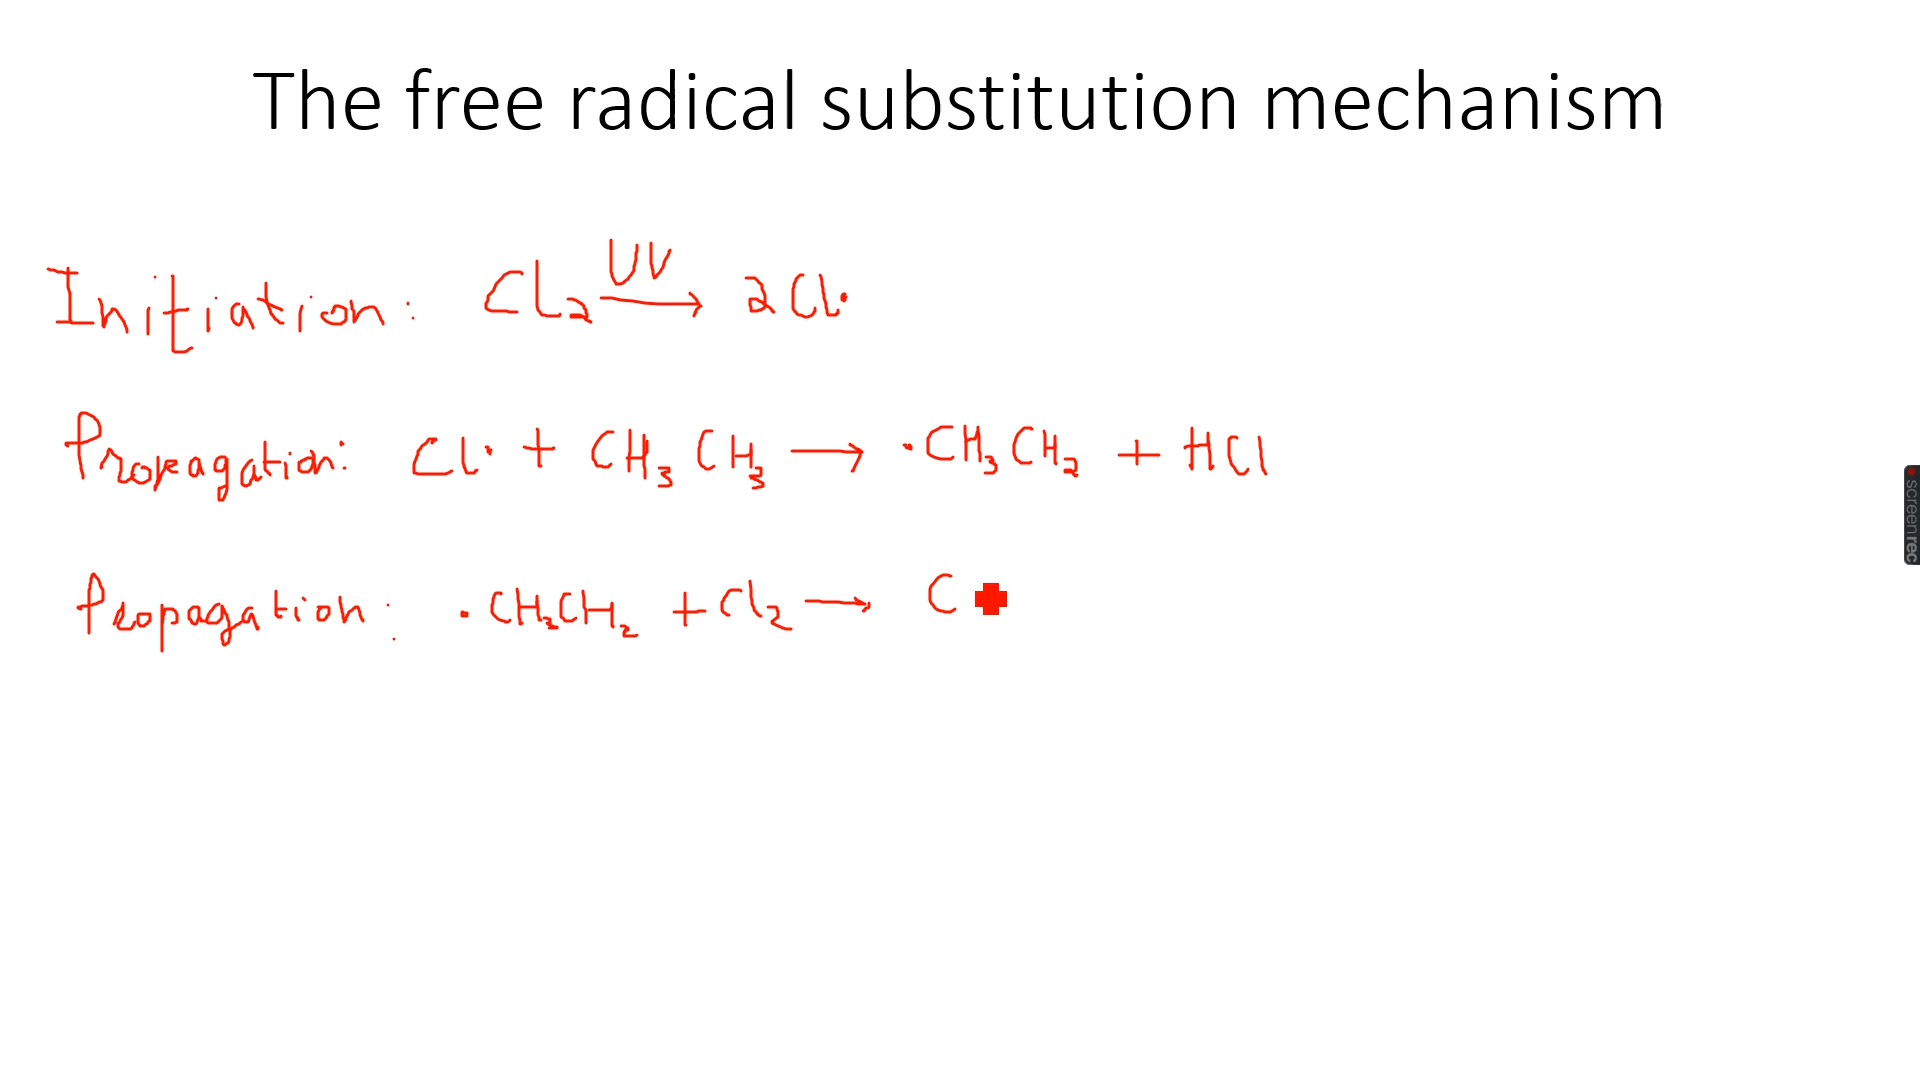 The free radical substitution mechanism
Initiation: Cl₂ UV→ 2Cl·
Propagation: Cl· + CH₃CH₃ → ·CH₃CH₂ + HCl
Propagation: ·CH₃CH₂ + Cl₂ → C
screenrec